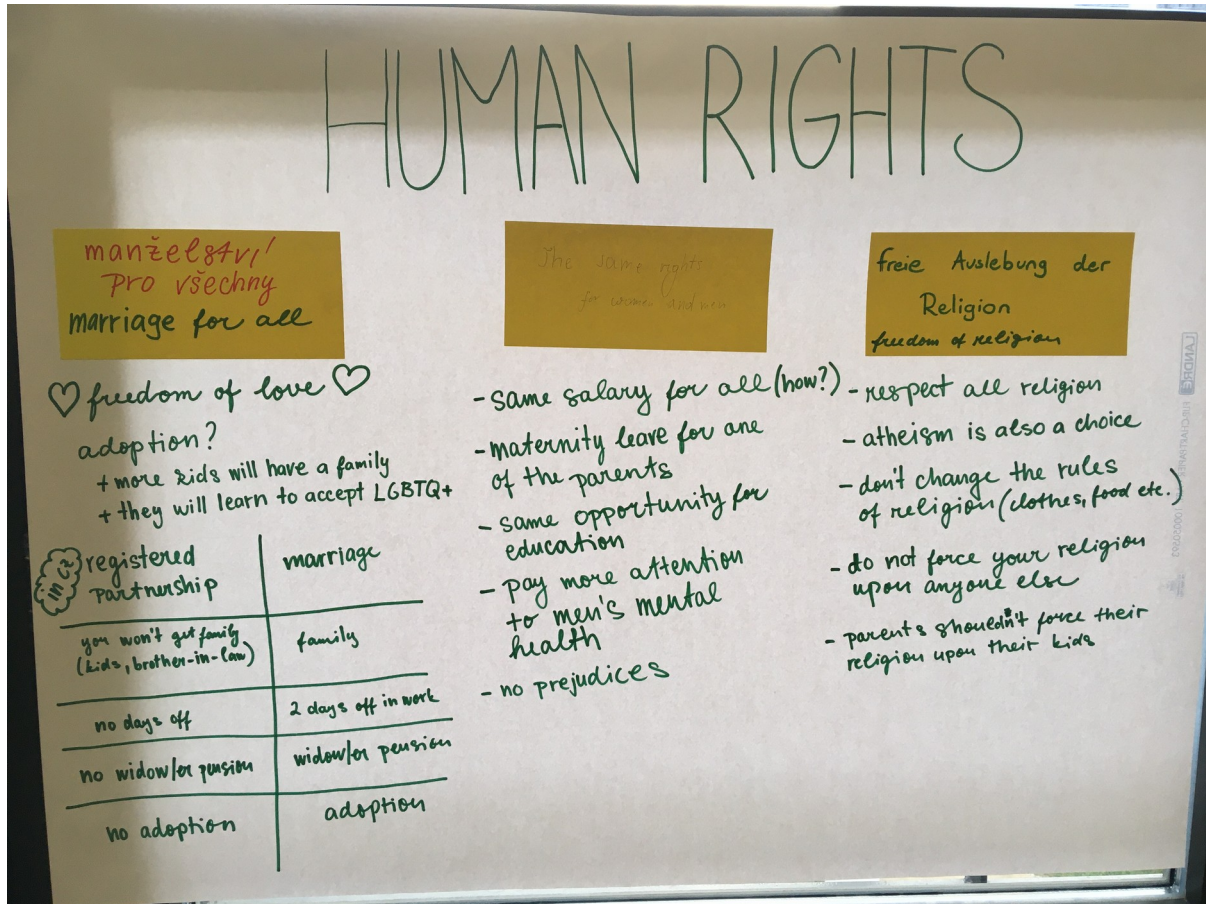 HUMAN RIGHTS
manželství
pro všechny
marriage for all
♡ freedom of love ♡
adoption?
+ more kids will have a family
+ they will learn to accept LGBTQ+
in CZ
registered
partnership
marriage
you won't get family
(kids, brother-in-law)
family
no days off
2 days off in work
no widow/er pension
widow/er pension
no adoption
adoption
The same rights
for women and men
- same salary for all (how?)
- maternity leave for one
of the parents
- same opportunity for
education
- pay more attention
to men's mental
health
- no prejudices
freie Auslebung der
Religion
freedom of religion
- respect all religion
- atheism is also a choice
- don't change the rules
of religion (clothes, food etc.)
- do not force your religion
upon anyone else
- parents shouldn't force their
religion upon their kids
LANDRÉ